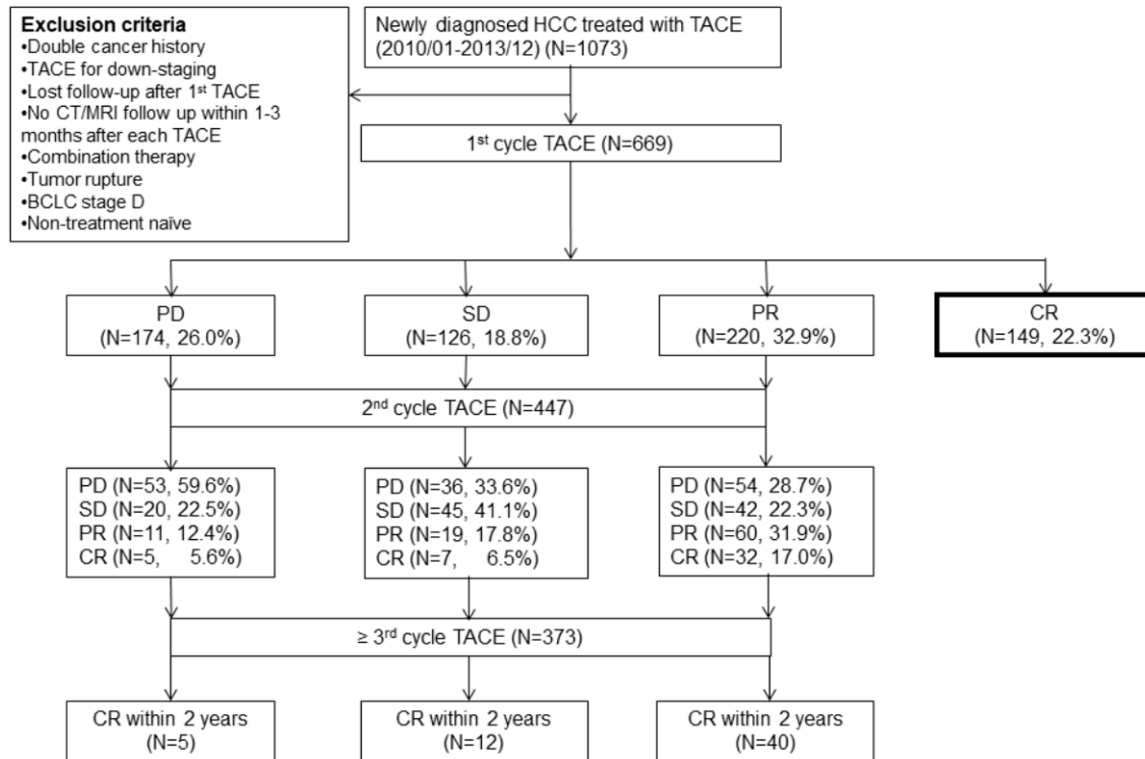 Exclusion criteria
•Double cancer history
•TACE for down-staging
•Lost follow-up after 1st TACE
•No CT/MRI follow up within 1-3
months after each TACE
•Combination therapy
•Tumor rupture
•BCLC stage D
•Non-treatment naïve
Newly diagnosed HCC treated with TACE
(2010/01-2013/12) (N=1073)
1st cycle TACE (N=669)
PD
(N=174, 26.0%)
SD
(N=126, 18.8%)
PR
(N=220, 32.9%)
CR
(N=149, 22.3%)
2nd cycle TACE (N=447)
PD (N=53, 59.6%)
SD (N=20, 22.5%)
PR (N=11, 12.4%)
CR (N=5, 5.6%)
PD (N=36, 33.6%)
SD (N=45, 41.1%)
PR (N=19, 17.8%)
CR (N=7, 6.5%)
PD (N=54, 28.7%)
SD (N=42, 22.3%)
PR (N=60, 31.9%)
CR (N=32, 17.0%)
≥ 3rd cycle TACE (N=373)
CR within 2 years
(N=5)
CR within 2 years
(N=12)
CR within 2 years
(N=40)